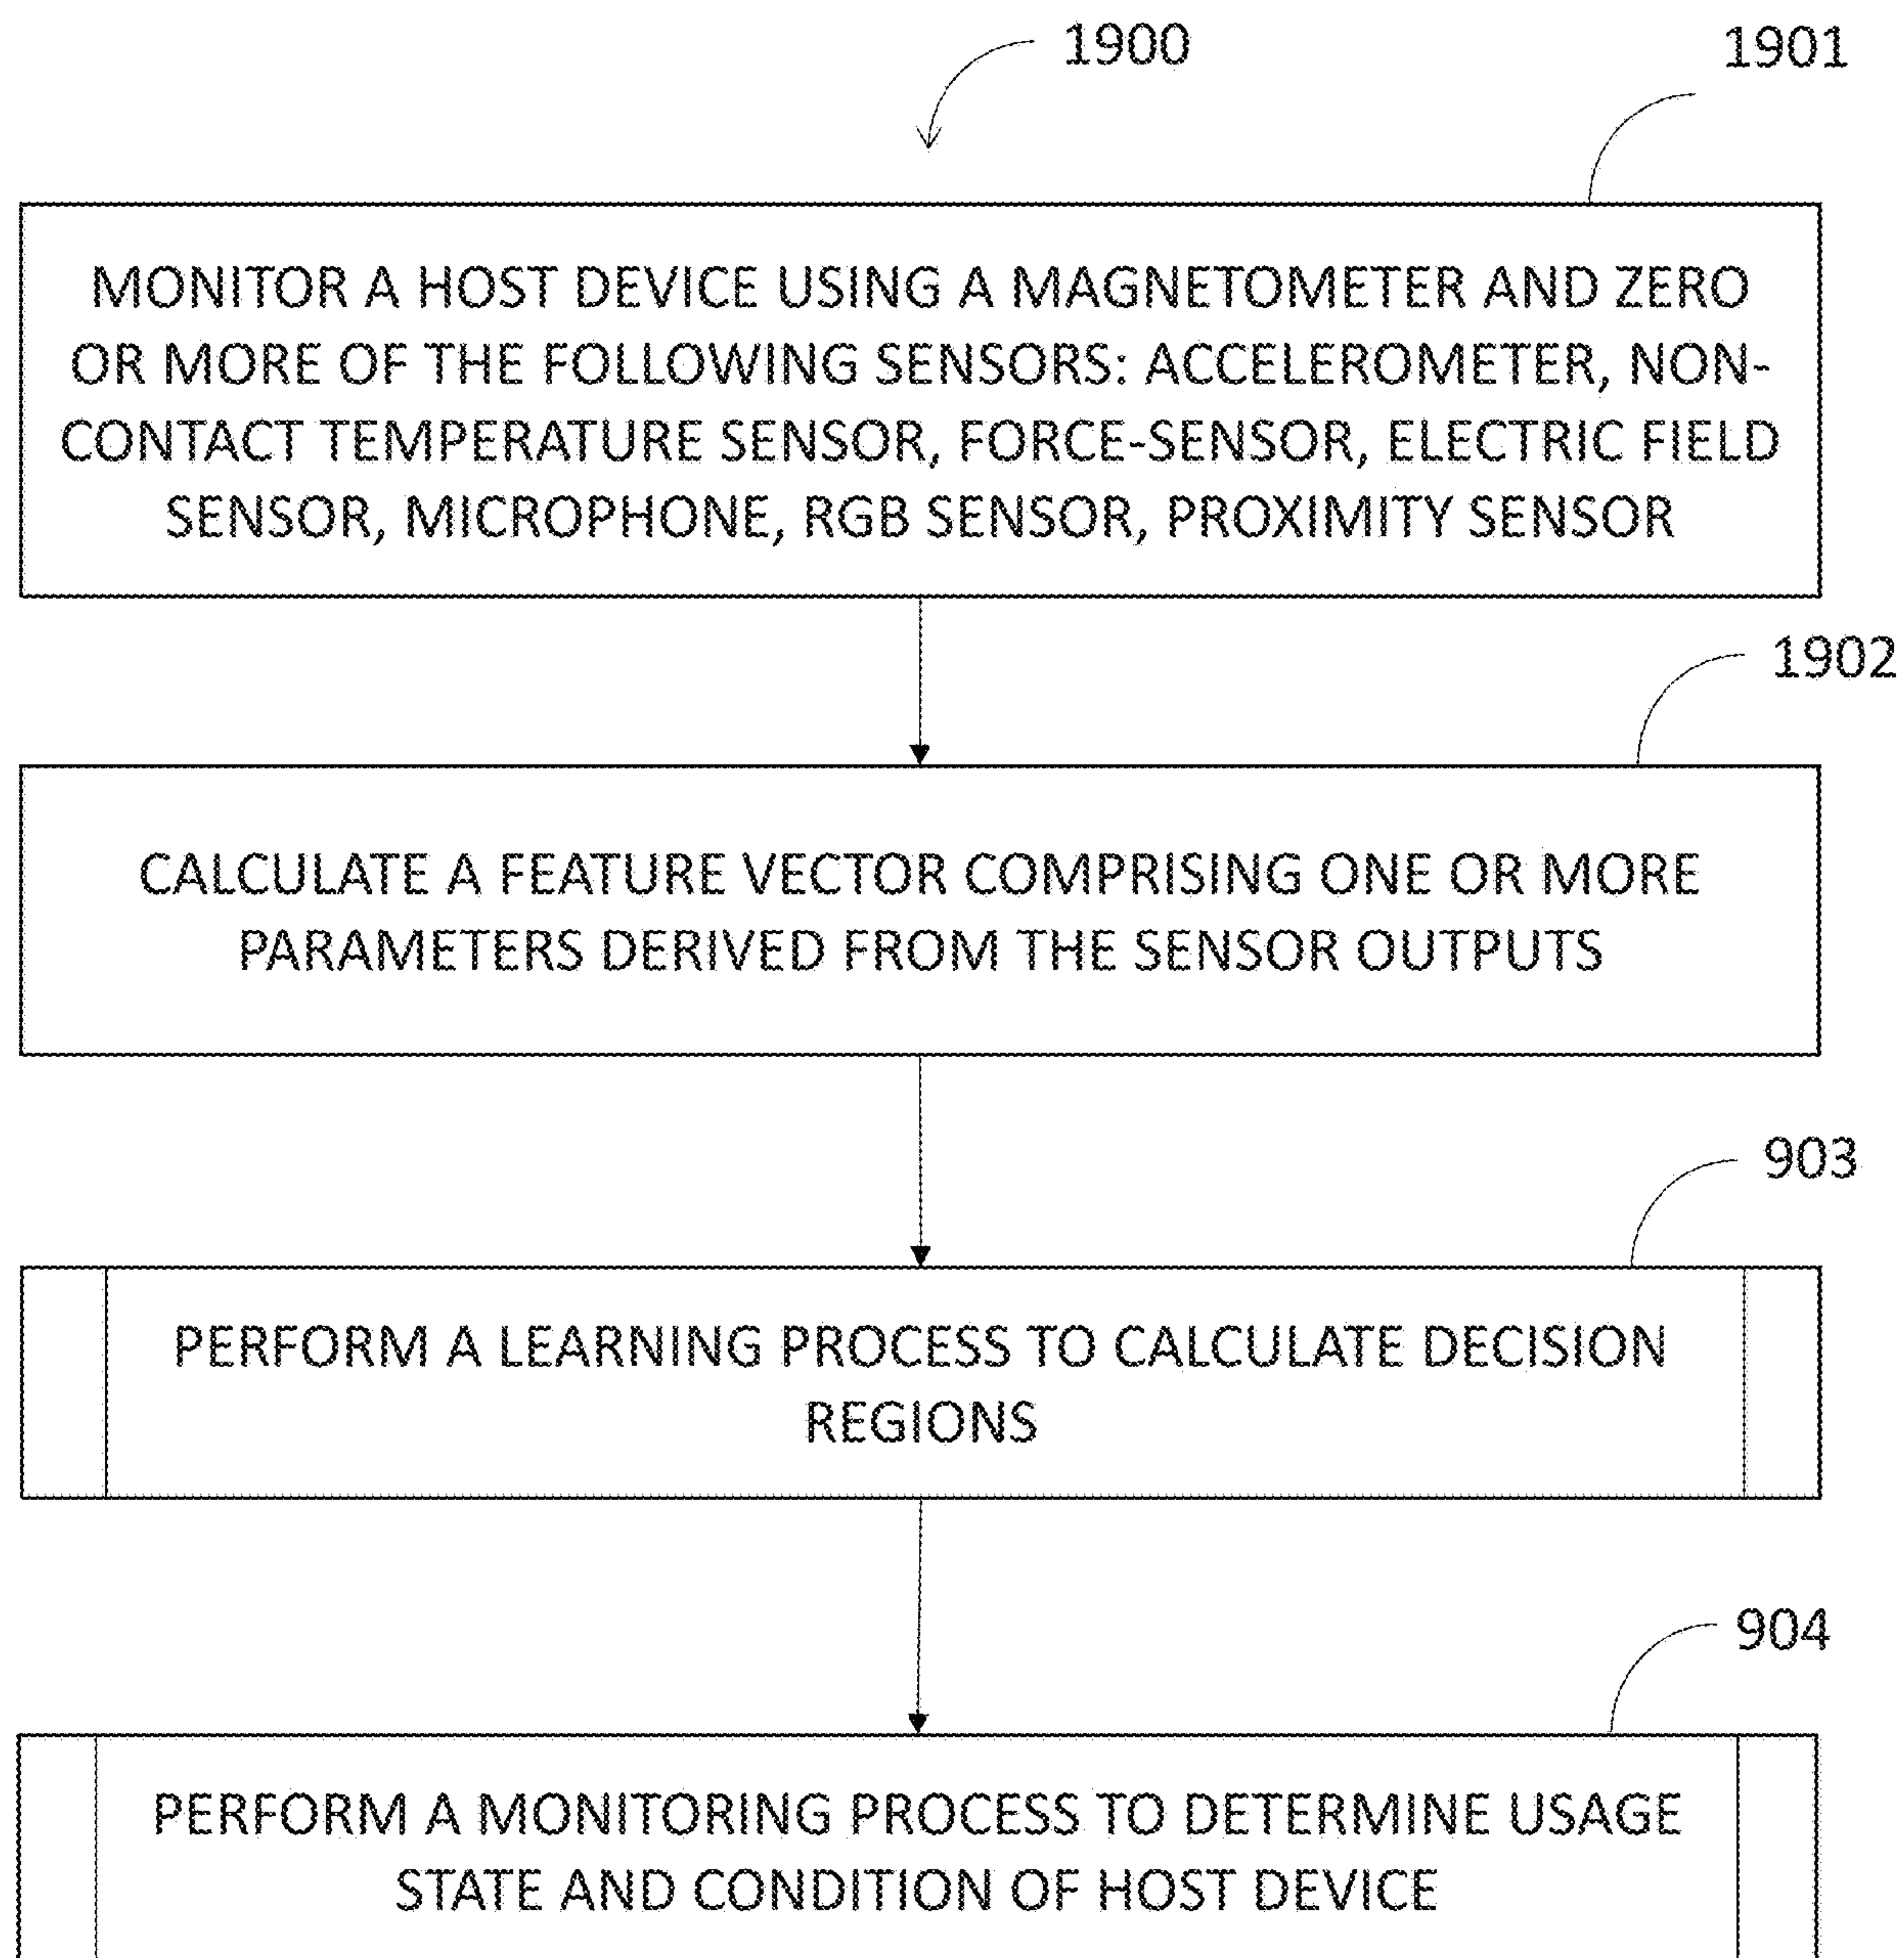 1900
1901
MONITOR A HOST DEVICE USING A MAGNETOMETER AND ZERO
OR MORE OF THE FOLLOWING SENSORS: ACCELEROMETER, NON-
CONTACT TEMPERATURE SENSOR, FORCE-SENSOR, ELECTRIC FIELD
SENSOR, MICROPHONE, RGB SENSOR, PROXIMITY SENSOR
1902
CALCULATE A FEATURE VECTOR COMPRISING ONE OR MORE
PARAMETERS DERIVED FROM THE SENSOR OUTPUTS
903
PERFORM A LEARNING PROCESS TO CALCULATE DECISION
REGIONS
904
PERFORM A MONITORING PROCESS TO DETERMINE USAGE
STATE AND CONDITION OF HOST DEVICE